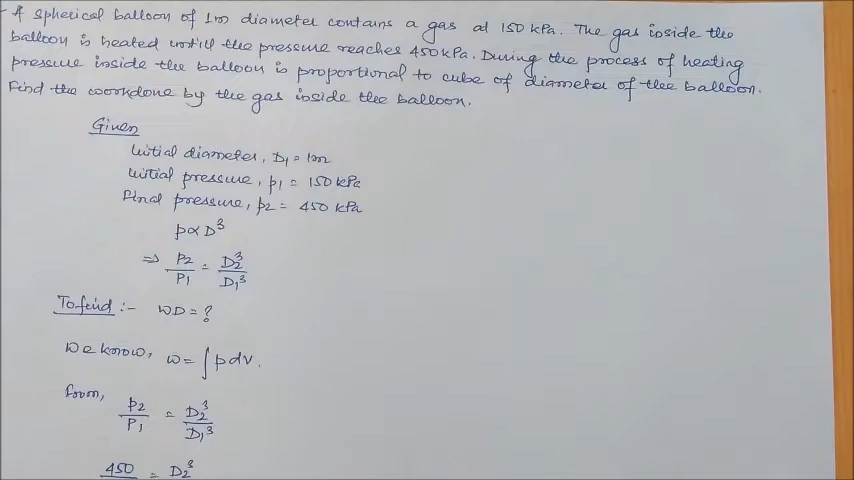 - A spherical balloon of 1m diameter contains a gas at 150 kPa. The gas inside the
balloon is heated untill the pressure reaches 450 kPa. During the process of heating
pressure inside the balloon is proportional to cube of diameter of the balloon.
Find the workdone by the gas inside the balloon.
Given
Initial diameter, D₁ = 1m
Initial pressure, p₁ = 150 kPa
Final pressure, p₂ = 450 kPa
p ∝ D³
⇒ P₂/P₁ = D₂³/D₁³
To find :- WD = ?
We know, W = ∫ p dv.
from,
P₂/P₁ = D₂³/D₁³
450 = D₂³